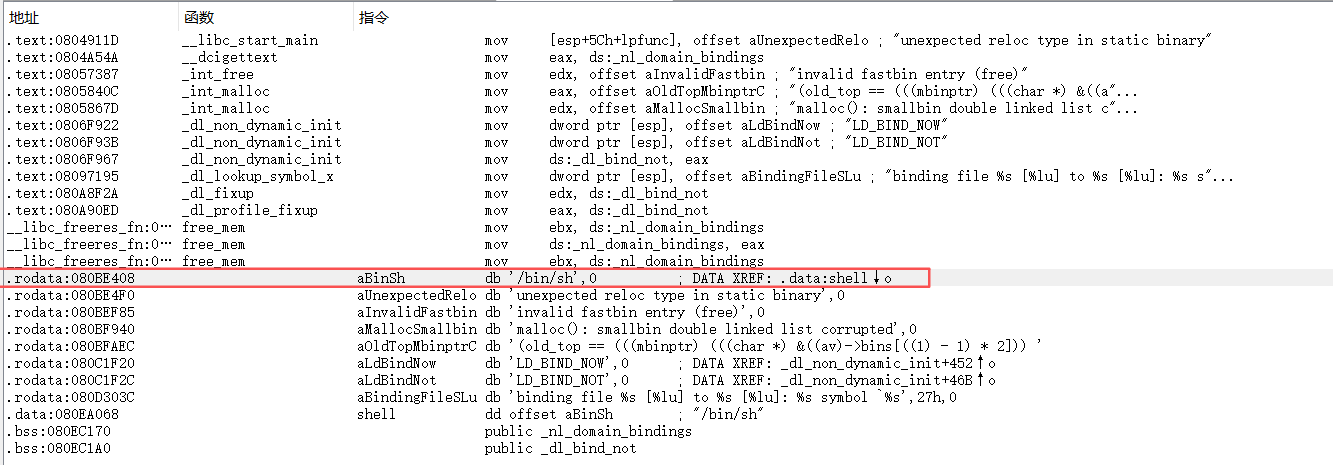 地址 函数 指令
.text:0804911D __libc_start_main mov [esp+5Ch+lpfunc], offset aUnexpectedRelo ; "unexpected reloc type in static binary"
.text:0804A54A __dcigettext mov eax, ds:_nl_domain_bindings
.text:08057387 _int_free mov edx, offset aInvalidFastbin ; "invalid fastbin entry (free)"
.text:0805840C _int_malloc mov eax, offset aOldTopMbinptrC ; "(old_top == (((mbinptr) (((char *) &((a"...
.text:0805867D _int_malloc mov edx, offset aMallocSmallbin ; "malloc(): smallbin double linked list c"...
.text:0806F922 _dl_non_dynamic_init mov dword ptr [esp], offset aLdBindNow ; "LD_BIND_NOW"
.text:0806F93B _dl_non_dynamic_init mov dword ptr [esp], offset aLdBindNot ; "LD_BIND_NOT"
.text:0806F967 _dl_non_dynamic_init mov ds:_dl_bind_not, eax
.text:08097195 _dl_lookup_symbol_x mov dword ptr [esp], offset aBindingFileSLu ; "binding file %s [%lu] to %s [%lu]: %s s"...
.text:080A8F2A _dl_fixup mov edx, ds:_dl_bind_not
.text:080A90ED _dl_profile_fixup mov eax, ds:_dl_bind_not
__libc_freeres_fn:0… free_mem mov ebx, ds:_nl_domain_bindings
__libc_freeres_fn:0… free_mem mov ds:_nl_domain_bindings, eax
__libc_freeres_fn:0… free_mem mov ebx, ds:_nl_domain_bindings
.rodata:080BE408 aBinSh db '/bin/sh',0 ; DATA XREF: .data:shell↓o
.rodata:080BE4F0 aUnexpectedRelo db 'unexpected reloc type in static binary',0
.rodata:080BEF85 aInvalidFastbin db 'invalid fastbin entry (free)',0
.rodata:080BF940 aMallocSmallbin db 'malloc(): smallbin double linked list corrupted',0
.rodata:080BFAEC aOldTopMbinptrC db '(old_top == (((mbinptr) (((char *) &((av)->bins[((1) - 1) * 2])) '
.rodata:080C1F20 aLdBindNow db 'LD_BIND_NOW',0 ; DATA XREF: _dl_non_dynamic_init+452↑o
.rodata:080C1F2C aLdBindNot db 'LD_BIND_NOT',0 ; DATA XREF: _dl_non_dynamic_init+46B↑o
.rodata:080D303C aBindingFileSLu db 'binding file %s [%lu] to %s [%lu]: %s symbol `%s',27h,0
.data:080EA068 shell dd offset aBinSh ; "/bin/sh"
.bss:080EC170 public _nl_domain_bindings
.bss:080EC1A0 public _dl_bind_not